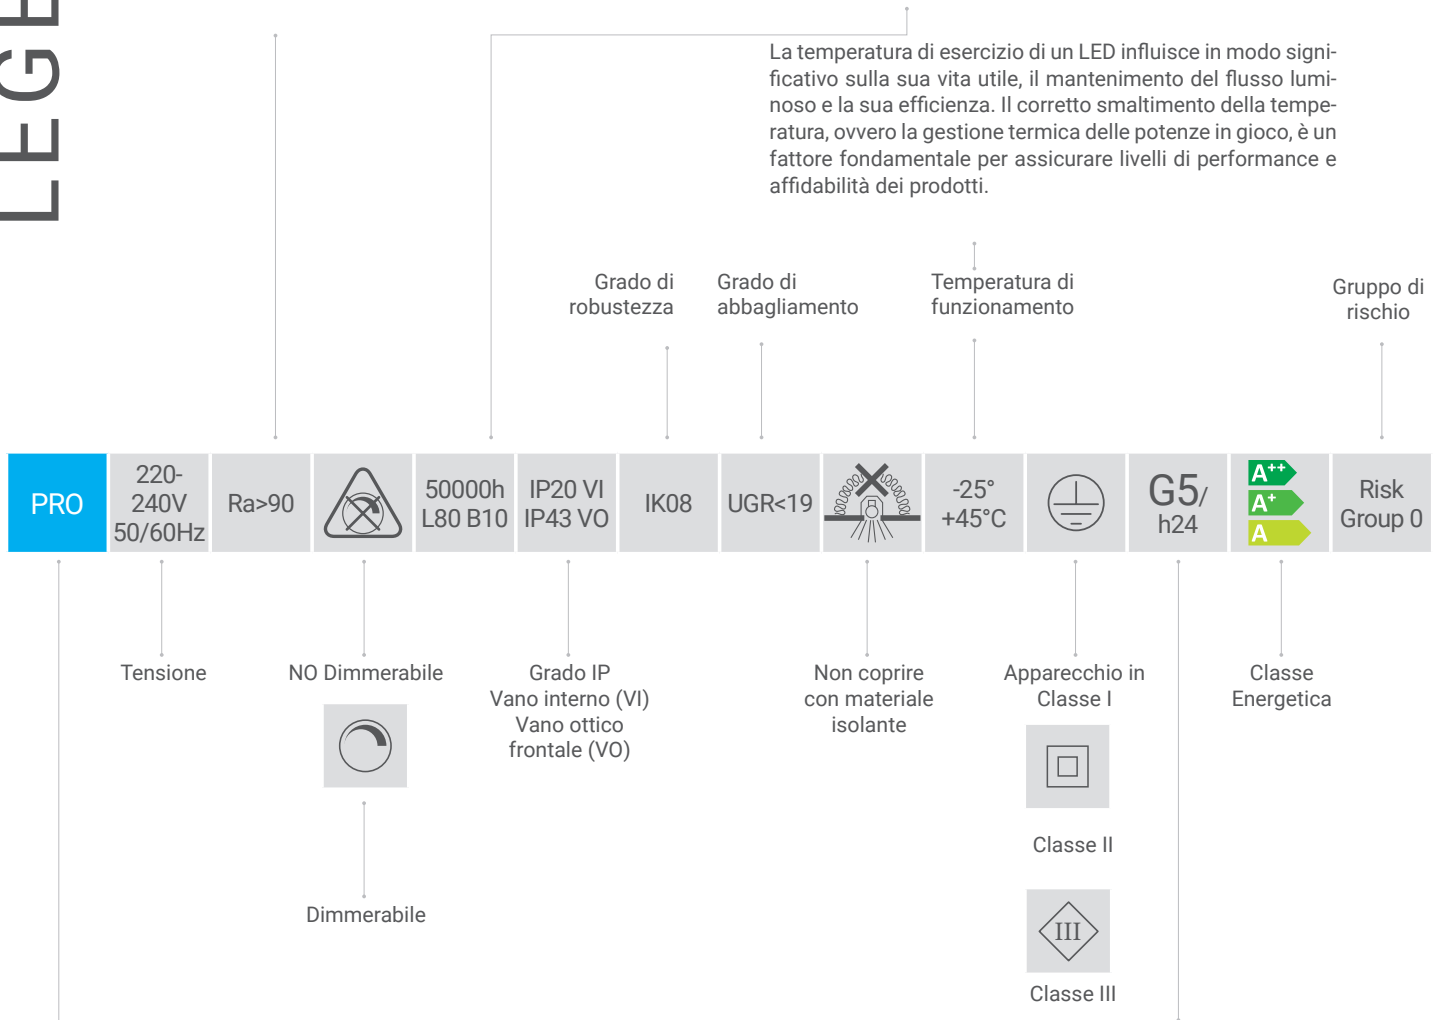 LEGE
La temperatura di esercizio di un LED influisce in modo signi-
ficativo sulla sua vita utile, il mantenimento del flusso lumi-
noso e la sua efficienza. Il corretto smaltimento della tempe-
ratura, ovvero la gestione termica delle potenze in gioco, è un
fattore fondamentale per assicurare livelli di performance e
affidabilità dei prodotti.
Grado di
robustezza
Grado di
abbagliamento
Temperatura di
funzionamento
Gruppo di
rischio
PRO
220-
240V
50/60Hz
Ra>90
50000h
L80 B10
IP20 VI
IP43 VO
IK08
UGR<19
-25°
+45°C
G5/
h24
A++
A+
A
Risk
Group 0
Tensione
NO Dimmerabile
Grado IP
Vano interno (VI)
Vano ottico
frontale (VO)
Non coprire
con materiale
isolante
Apparecchio in
Classe I
Classe
Energetica
Classe II
Dimmerabile
III
Classe III